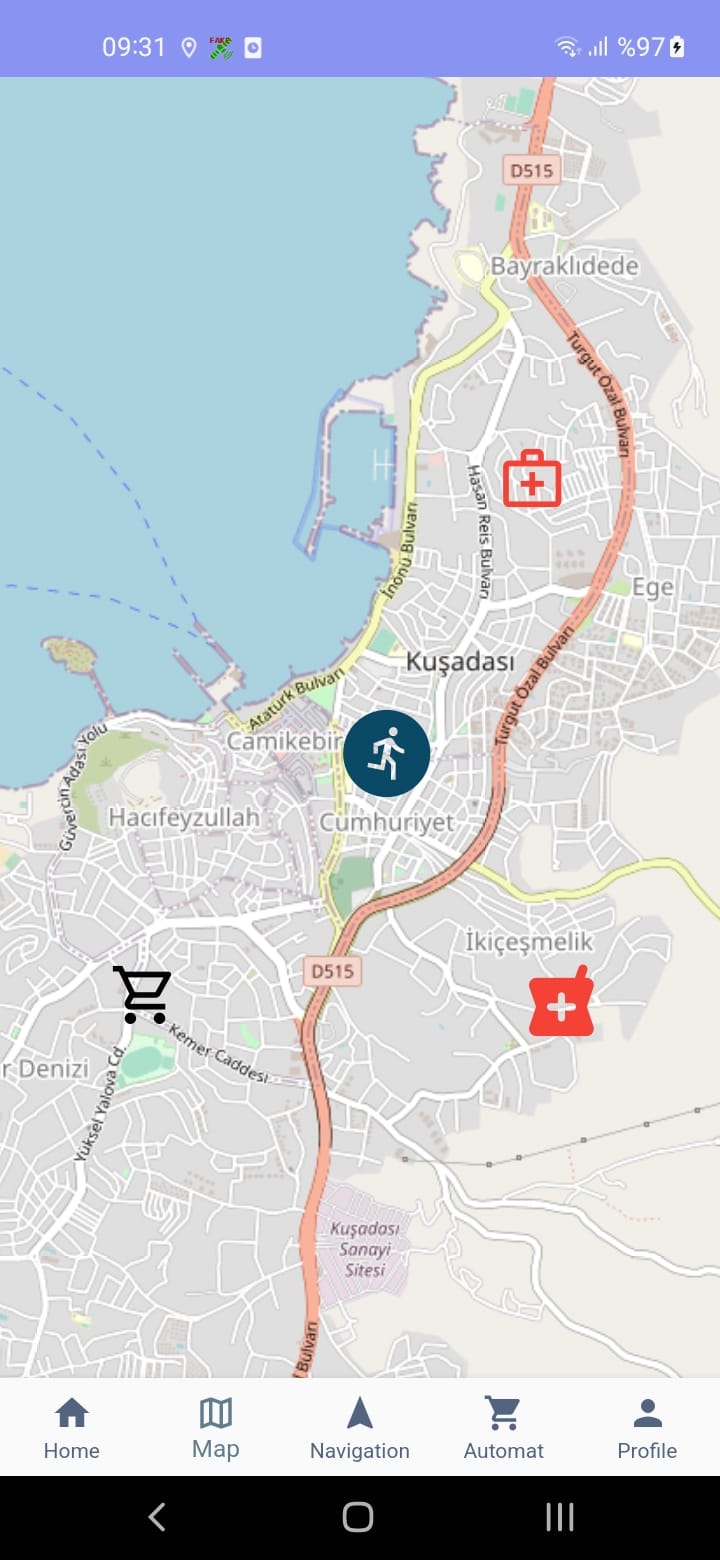 09:31
FAKE
%97
D515
Bayraklıdede
Turgut Özal Bulvarı
Hasan Reis Bulvarı
İnönü Bulvarı
Ege
Kuşadası
Turgut Özal Bulvarı
Atatürk Bulvarı
Camikebir
Güvercin Adası Yolu
Hacıfeyzullah
Cumhuriyet
İkiçeşmelik
D515
Kemer Caddesi
r Denizi
Yüksel Yalova Cd.
Kuşadası
Sanayi
Sitesi
Bulvarı
Home
Map
Navigation
Automat
Profile